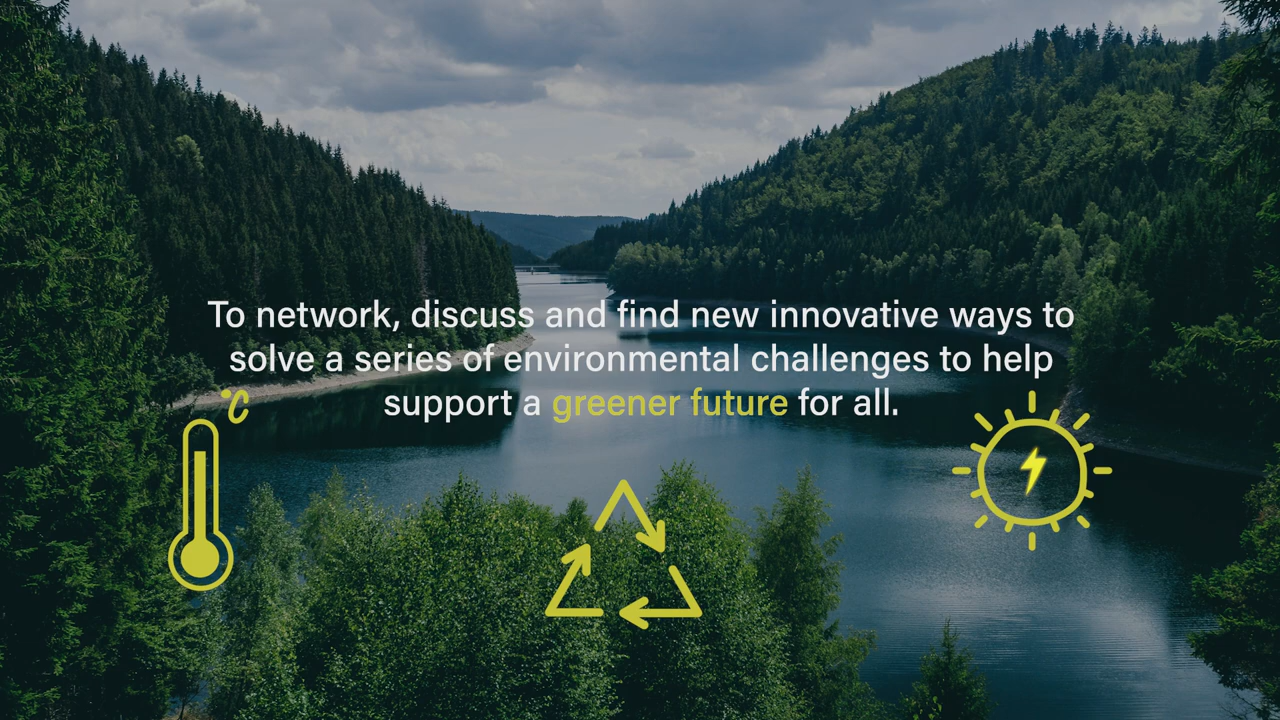 To network, discuss and find new innovative ways to
solve a series of environmental challenges to help
support a greener future for all.
°C